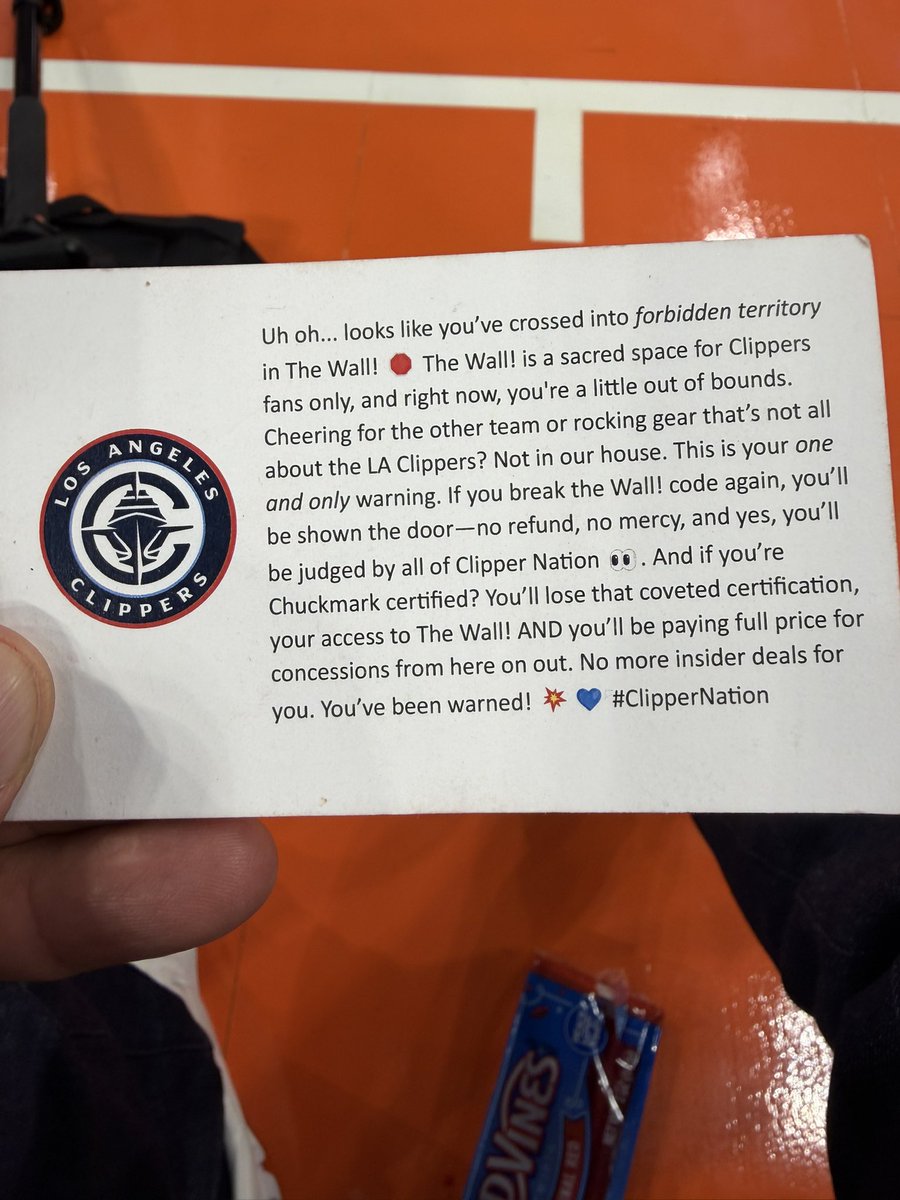 LOS ANGELES
CLIPPERS
Uh oh... looks like you’ve crossed into forbidden territory
in The Wall! 🛑 The Wall! is a sacred space for Clippers
fans only, and right now, you're a little out of bounds.
Cheering for the other team or rocking gear that’s not all
about the LA Clippers? Not in our house. This is your one
and only warning. If you break the Wall! code again, you’ll
be shown the door—no refund, no mercy, and yes, you’ll
be judged by all of Clipper Nation 👀. And if you’re
Chuckmark certified? You’ll lose that coveted certification,
your access to The Wall! AND you’ll be paying full price for
concessions from here on out. No more insider deals for
you. You’ve been warned! 💥 💙 #ClipperNation
DVINES